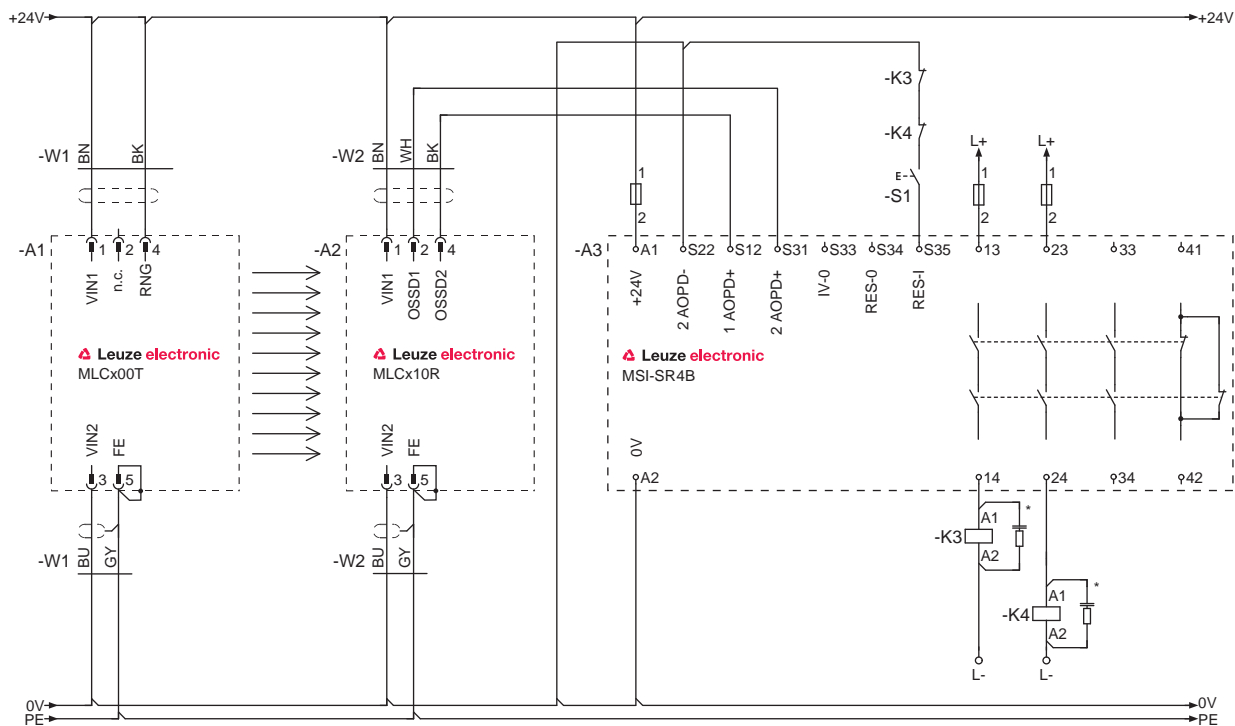 +24V +24V
-K3
-K4
-S1
E
L+ L+
1 1 1
2 2 2
-W1 BN BK
-W2 BN WH BK
-A1 1 2 4
VIN1 n.c. RNG
Leuze electronic
MLCx00T
VIN2 FE
3 5
-W1 BU GY
-A2 1 2 4
VIN1 OSSD1 OSSD2
Leuze electronic
MLCx10R
VIN2 FE
3 5
-W2 BU GY
-A3 A1 S22 S12 S31 S33 S34 S35 13 23 33 41
+24V 2 AOPD- 1 AOPD+ 2 AOPD+ IV-0 RES-0 RES-I
Leuze electronic
MSI-SR4B
0V
A2 14 24 34 42
-K3 A1 A2 *
-K4 A1 A2 *
L- L-
0V 0V
PE PE